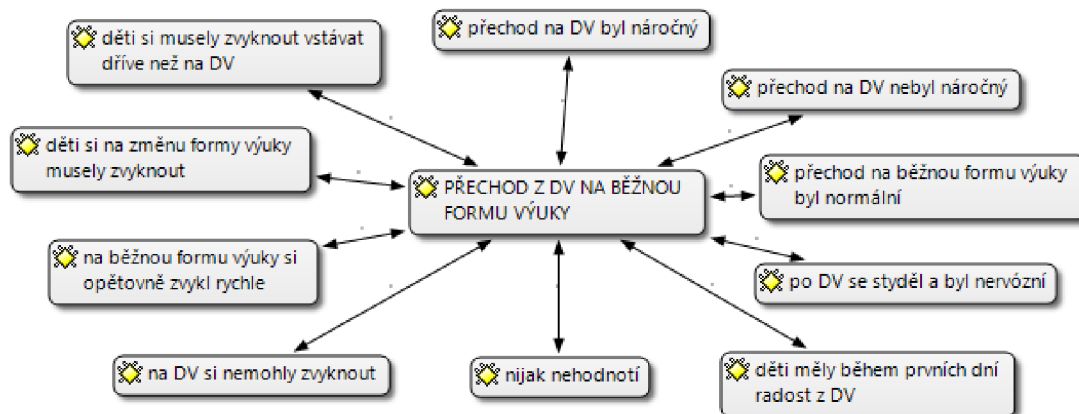 přechod na DV byl náročný
děti si musely zvyknout vstávat
dříve než na DV
přechod na DV nebyl náročný
děti si na změnu formy výuky
musely zvyknout
přechod na běžnou formu výuky
byl normální
PŘECHOD Z DV NA BĚŽNOU
FORMU VÝUKY
na běžnou formu výuky si
opětovně zvykl rychle
po DV se styděl a byl nervózní
na DV si nemohly zvyknout
nijak nehodnotí
děti měly během prvních dní
radost z DV